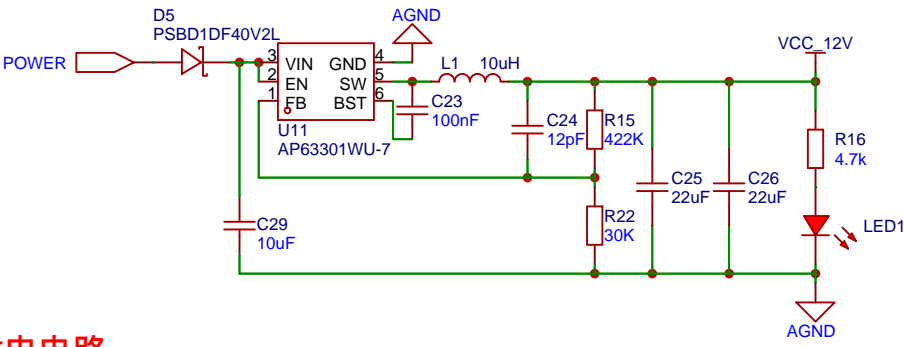 D5
PSBD1DF40V2L
AGND
POWER
3 VIN GND 4
2 EN SW 5
1 FB BST 6
U11
AP63301WU-7
L1 10uH
VCC_12V
C23
100nF
C24
12pF
R15
422K
R16
4.7k
C25
22uF
C26
22uF
R22
30K
C29
10uF
LED1
AGND